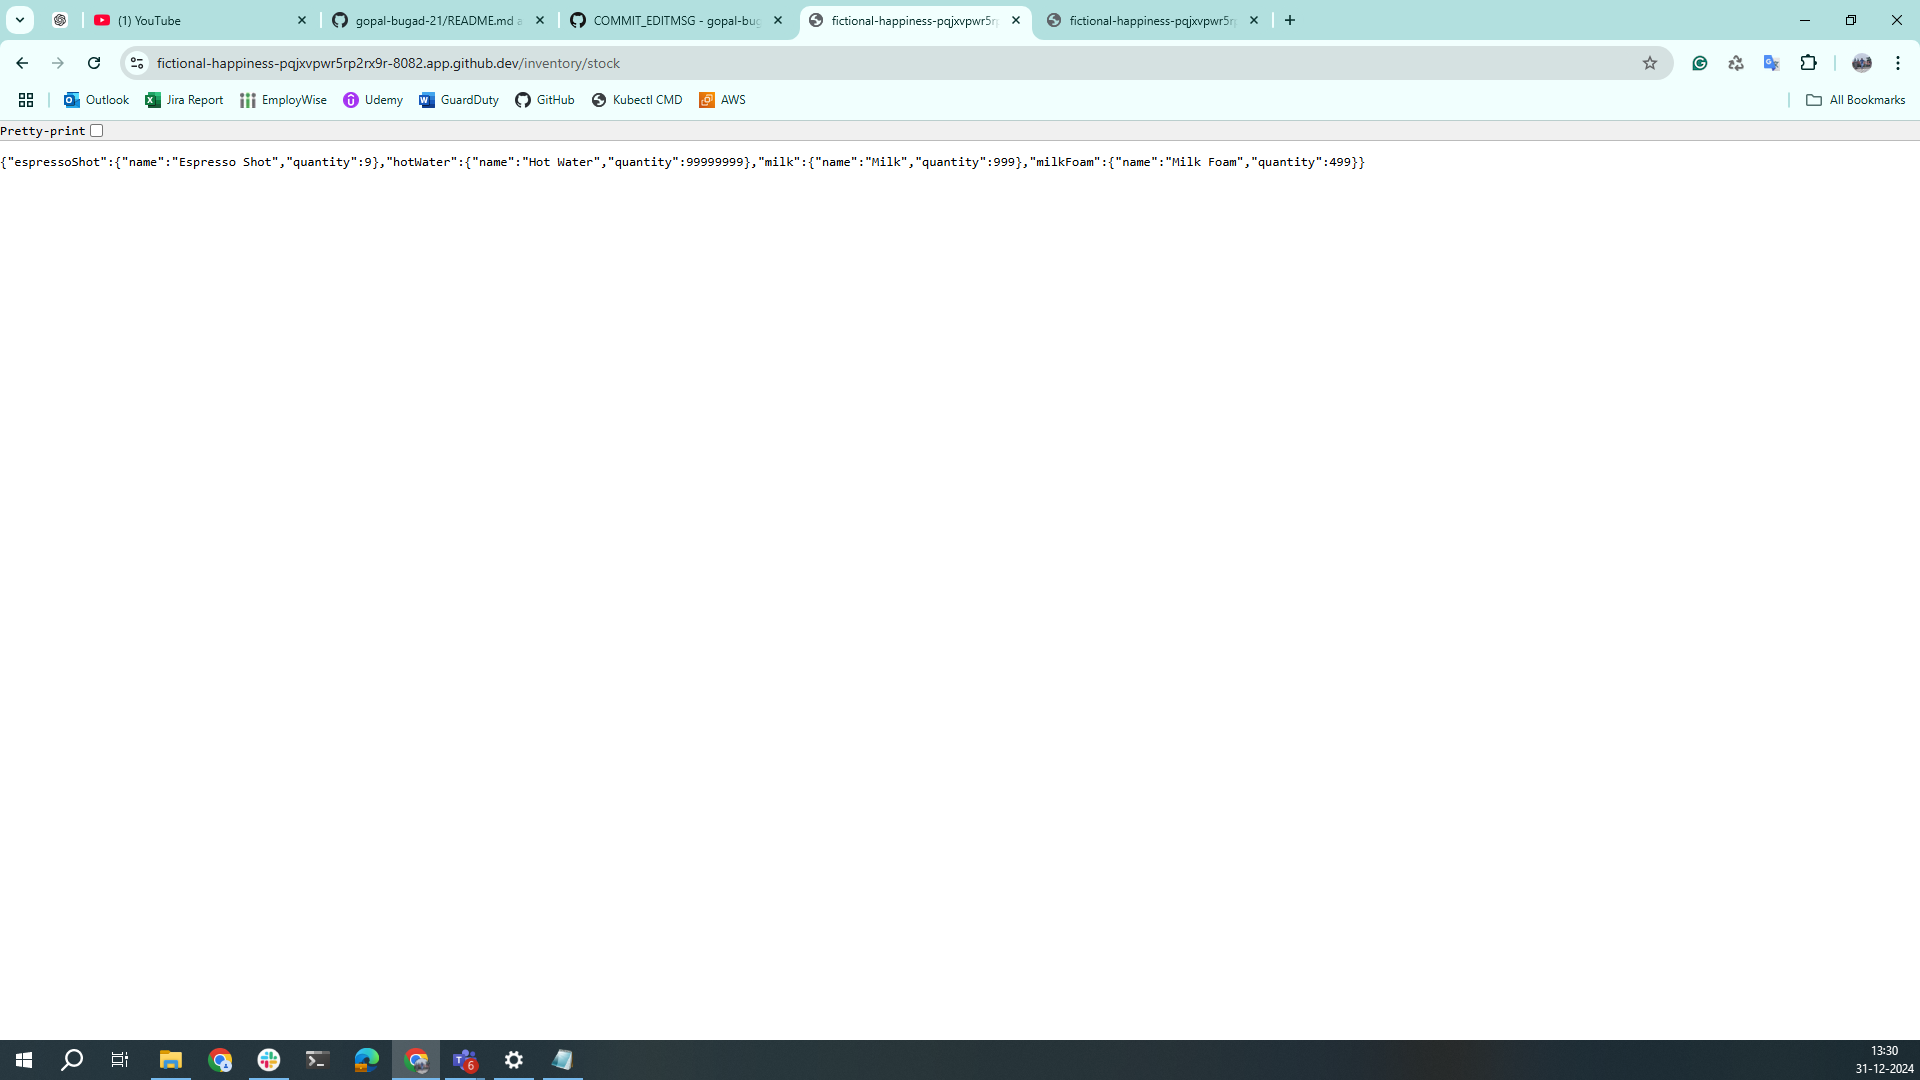 (1) YouTube
gopal-bugad-21/README.md a
COMMIT_EDITMSG - gopal-bug
fictional-happiness-pqjxvpwr5rp
fictional-happiness-pqjxvpwr5rp
fictional-happiness-pqjxvpwr5rp2rx9r-8082.app.github.dev/inventory/stock
Outlook Jira Report EmployWise Udemy GuardDuty GitHub Kubectl CMD AWS All Bookmarks
Pretty-print
{"espressoShot":{"name":"Espresso Shot","quantity":9},"hotWater":{"name":"Hot Water","quantity":99999999},"milk":{"name":"Milk","quantity":999},"milkFoam":{"name":"Milk Foam","quantity":499}}
6
13:30
31-12-2024